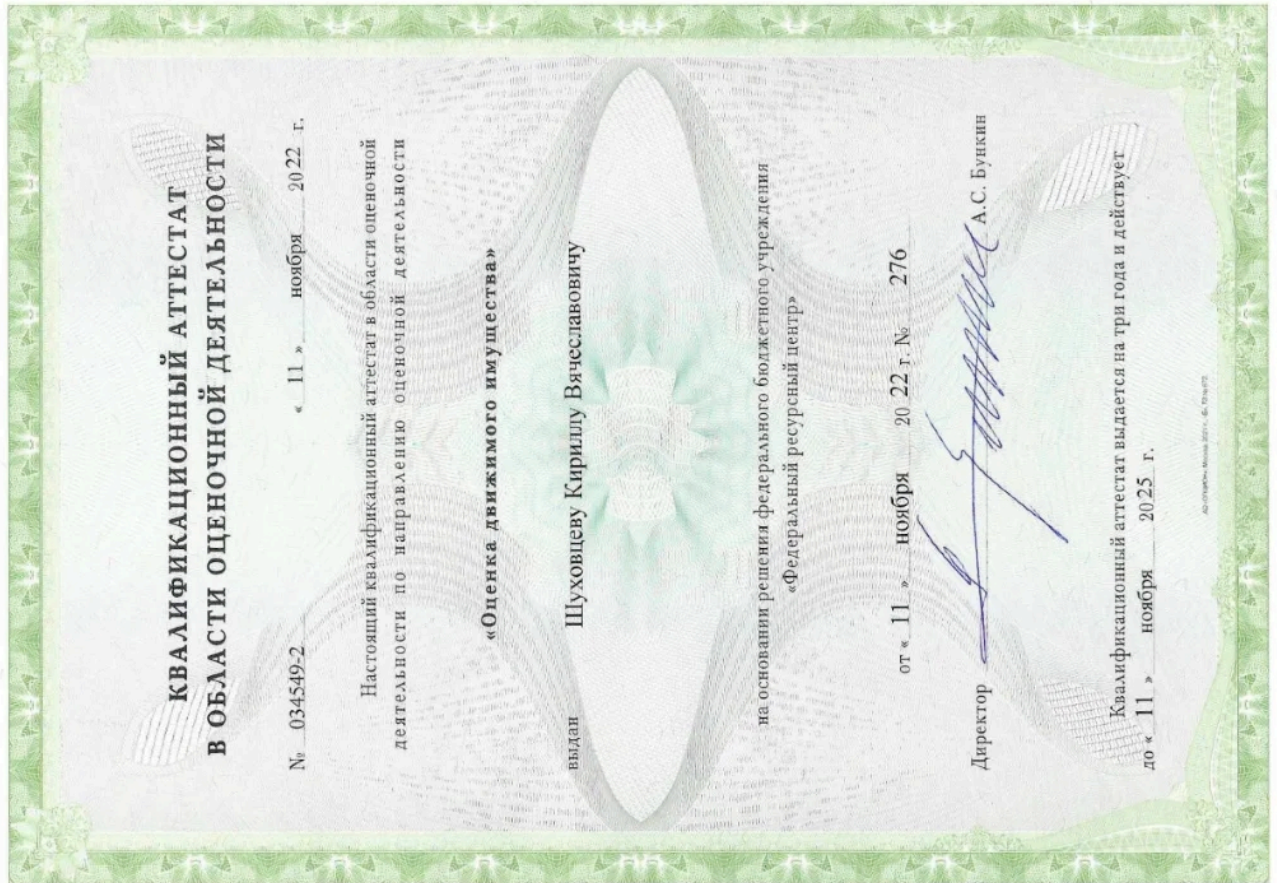 КВАЛИФИКАЦИОННЫЙ АТТЕСТАТ
В ОБЛАСТИ ОЦЕНОЧНОЙ ДЕЯТЕЛЬНОСТИ
№ 034549-2 « 11 » ноября 2022 г.
Настоящий квалификационный аттестат в области оценочной
деятельности по направлению оценочной деятельности
«Оценка движимого имущества»
выдан Шуховцеву Кириллу Вячеславовичу
на основании решения федерального бюджетного учреждения
«Федеральный ресурсный центр»
от « 11 » ноября 20 22 г. № 276
Директор А.С. Бункин
Квалификационный аттестат выдается на три года и действует
до « 11 » ноября 2025 г.